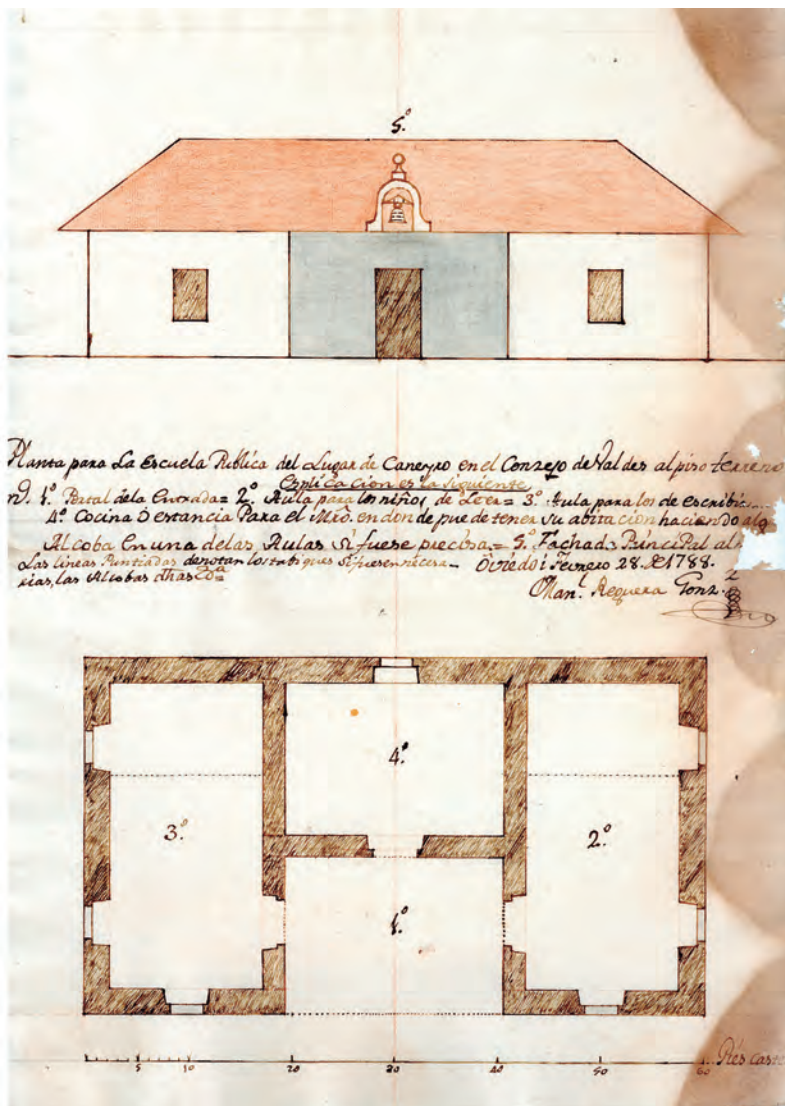 5.º
Planta para La Escuela Publica del Lugar de Caneyro en el Conzejo de Valdes al piso terreno
Esplicacion es la siguiente
N. 1.º Portal dela Entrada = 2.º Aula para los niños de Leer = 3.º Aula para los de escribir
4.º Cocina ó estancia Para el Mrō. en donde puede tener su abitacion haciendo alg
Alcoba En una delas Aulas si fuese precisa = 5.º Fachada Principal al
Las lineas Puntiadas denotan los tabiques si fuesen necesa- Oviedo i Febrero 28. de 1788.
rias, las Alcobas dhas
Man.l Reguera Gonz.
4.º
3.º
2.º
1.º
5 10 20 30 40 50 60 Pies caste